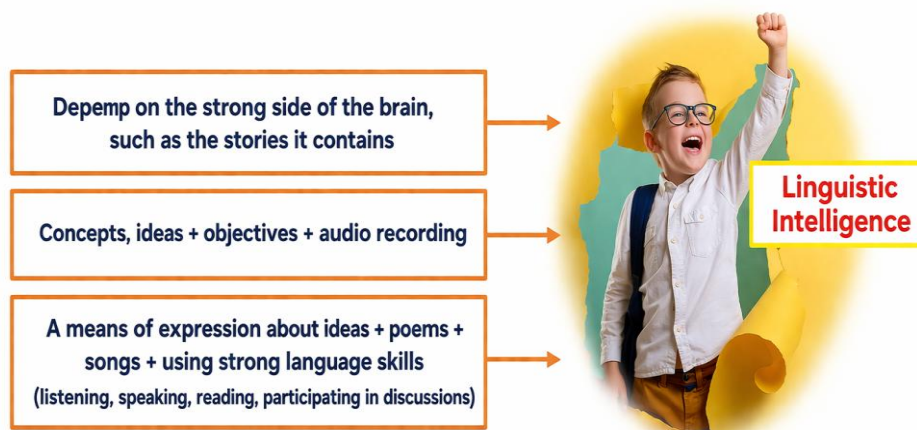 Depemp on the strong side of the brain,
such as the stories it contains
Concepts, ideas + objectives + audio recording
A means of expression about ideas + poems +
songs + using strong language skills
(listening, speaking, reading, participating in discussions)
Linguistic
Intelligence